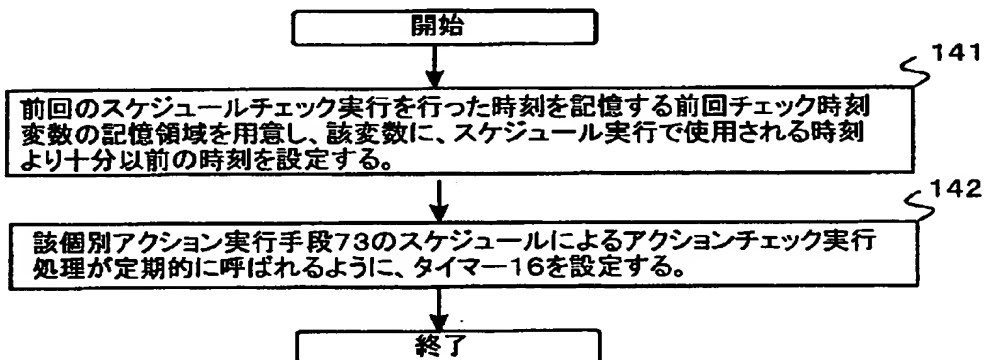 開始
141
前回のスケジュールチェック実行を行った時刻を記憶する前回チェック時刻
変数の記憶領域を用意し、該変数に、スケジュール実行で使用される時刻
より十分以前の時刻を設定する。
142
該個別アクション実行手段73のスケジュールによるアクションチェック実行
処理が定期的に呼ばれるように、タイマー16を設定する。
終了